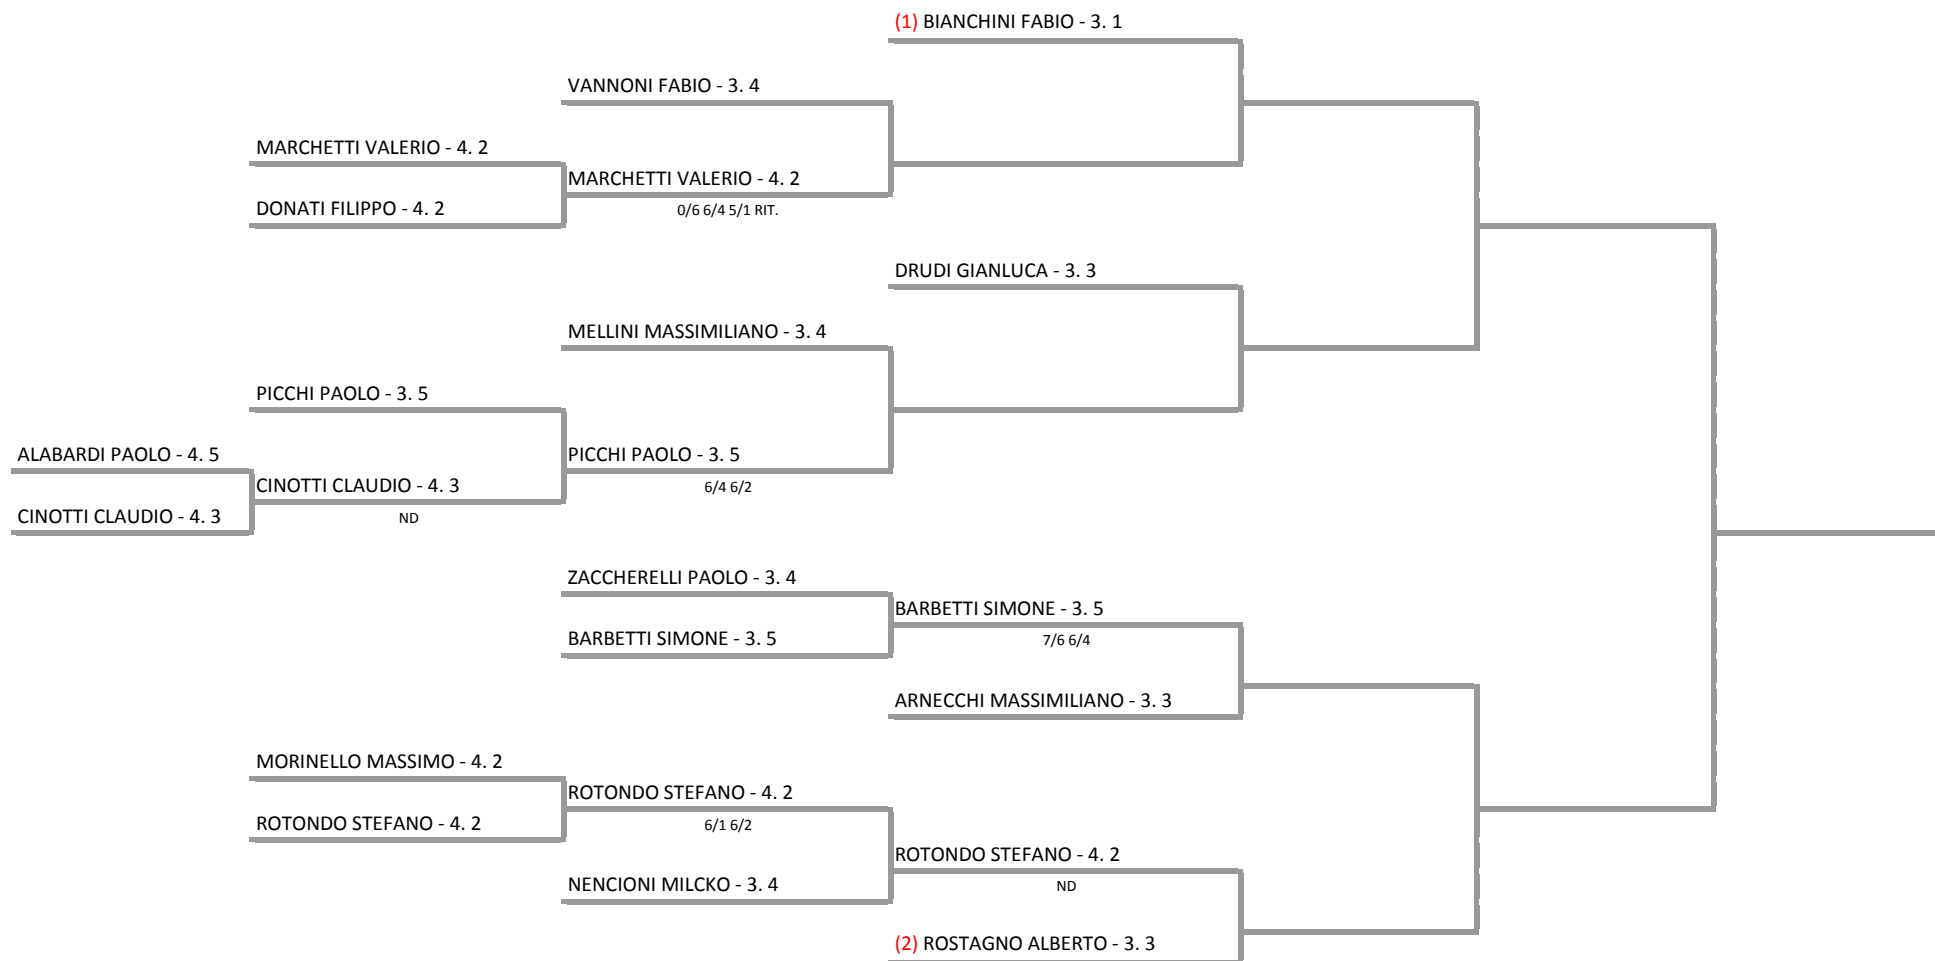 (1) BIANCHINI FABIO - 3. 1
VANNONI FABIO - 3. 4
MARCHETTI VALERIO - 4. 2
MARCHETTI VALERIO - 4. 2
DONATI FILIPPO - 4. 2
0/6 6/4 5/1 RIT.
DRUDI GIANLUCA - 3. 3
MELLINI MASSIMILIANO - 3. 4
PICCHI PAOLO - 3. 5
ALABARDI PAOLO - 4. 5
PICCHI PAOLO - 3. 5
CINOTTI CLAUDIO - 4. 3
6/4 6/2
CINOTTI CLAUDIO - 4. 3
ND
ZACCHERELLI PAOLO - 3. 4
BARBETTI SIMONE - 3. 5
BARBETTI SIMONE - 3. 5
7/6 6/4
ARNECCHI MASSIMILIANO - 3. 3
MORINELLO MASSIMO - 4. 2
ROTONDO STEFANO - 4. 2
ROTONDO STEFANO - 4. 2
6/1 6/2
ROTONDO STEFANO - 4. 2
NENCIONI MILCKO - 3. 4
ND
(2) ROSTAGNO ALBERTO - 3. 3